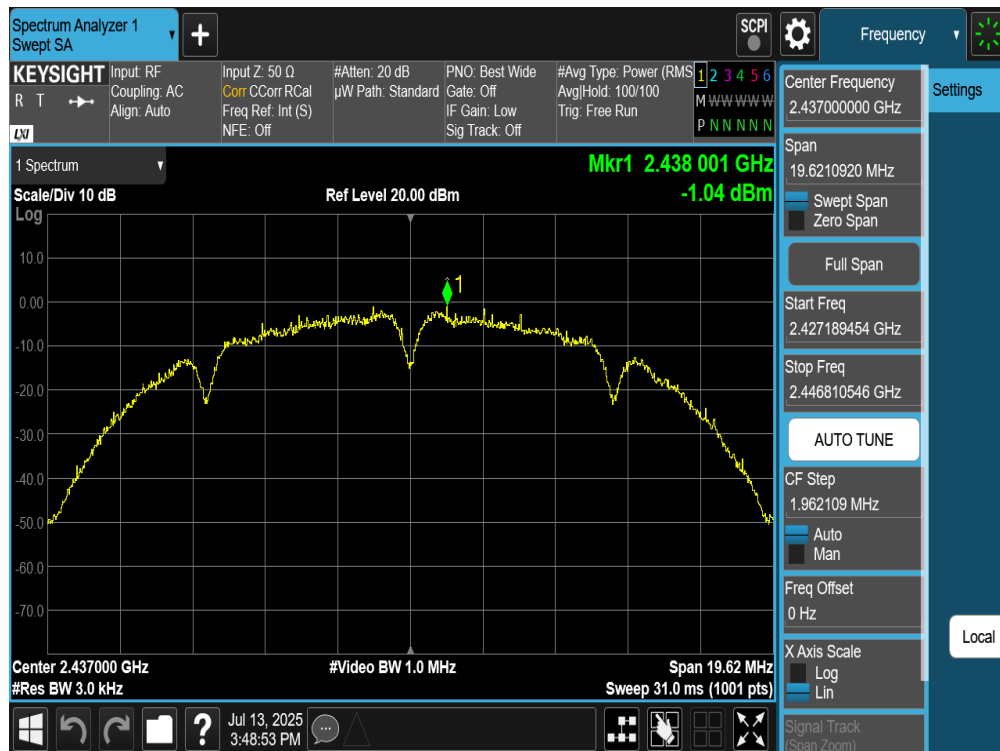 Spectrum Analyzer 1
Swept SA
+
SCPI
Frequency
KEYSIGHT
R T
LXI
Input: RF
Coupling: AC
Align: Auto
Input Z: 50 Ω
Corr CCorr RCal
Freq Ref: Int (S)
NFE: Off
#Atten: 20 dB
µW Path: Standard
PNO: Best Wide
Gate: Off
IF Gain: Low
Sig Track: Off
#Avg Type: Power (RMS
Avg|Hold: 100/100
Trig: Free Run
1 2 3 4 5 6
M W W W W W
P N N N N N
1 Spectrum
Mkr1 2.438 001 GHz
Scale/Div 10 dB
Ref Level 20.00 dBm
-1.04 dBm
Log
10.0
1
0.00
-10.0
-20.0
-30.0
-40.0
-50.0
-60.0
-70.0
Center 2.437000 GHz
#Video BW 1.0 MHz
Span 19.62 MHz
#Res BW 3.0 kHz
Sweep 31.0 ms (1001 pts)
Center Frequency
2.437000000 GHz
Span
19.6210920 MHz
Swept Span
Zero Span
Full Span
Start Freq
2.427189454 GHz
Stop Freq
2.446810546 GHz
AUTO TUNE
CF Step
1.962109 MHz
Auto
Man
Freq Offset
0 Hz
X Axis Scale
Log
Lin
Signal Track
(Span Zoom)
Settings
Local
?
Jul 13, 2025
3:48:53 PM